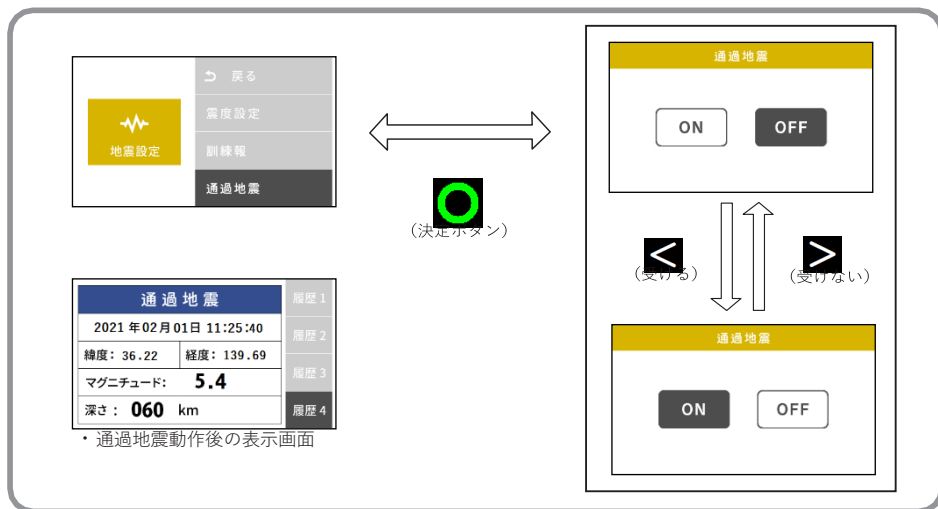 戻る
震度設定
地震設定
訓練報
通過地震
(決定ボタン)
通過地震
ON OFF
<
(受ける)
>
(受けない)
通過地震
ON OFF
通過地震
履歴1
2021年02月01日 11:25:40
履歴2
緯度: 36.22 経度: 139.69
履歴3
マグニチュード: 5.4
深さ: 060 km
履歴4
・通過地震動作後の表示画面